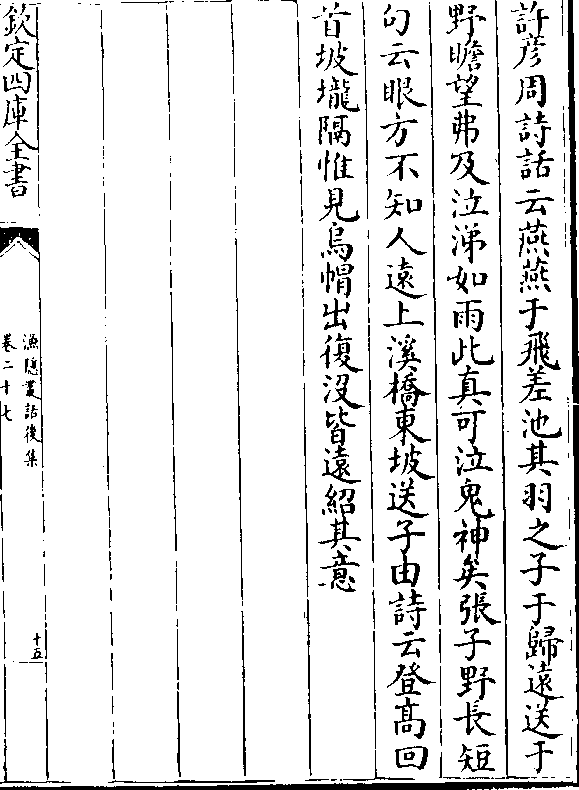 許彦周詩話云燕燕于飛差池其羽之子于歸遠送于
野瞻望弗及泣涕如雨此真可泣鬼神矣張子野長短
句云眼力不知人遠上溪橋東坡送子由詩云登高回
首坡壠隔惟見烏帽出復没皆遠紹其意
欽定四庫全書
漁隱叢話後集
卷二十七
十五